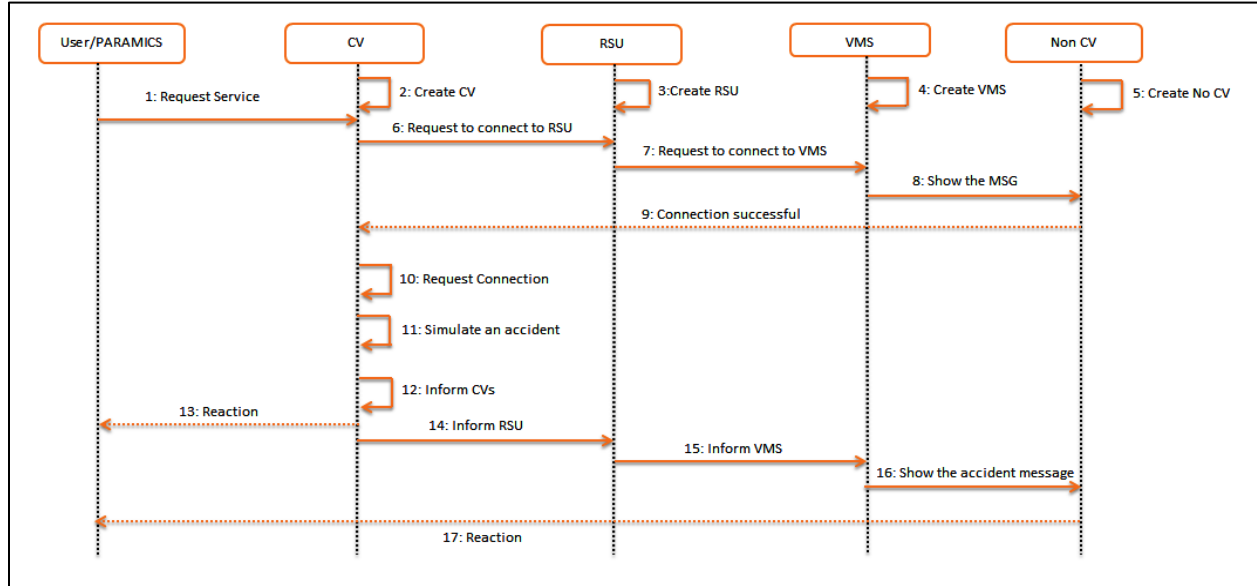 User/PARAMICS
CV
RSU
VMS
Non CV
1: Request Service
2: Create CV
3:Create RSU
4: Create VMS
5: Create No CV
6: Request to connect to RSU
7: Request to connect to VMS
8: Show the MSG
9: Connection successful
10: Request Connection
11: Simulate an accident
12: Inform CVs
13: Reaction
14: Inform RSU
15: Inform VMS
16: Show the accident message
17: Reaction